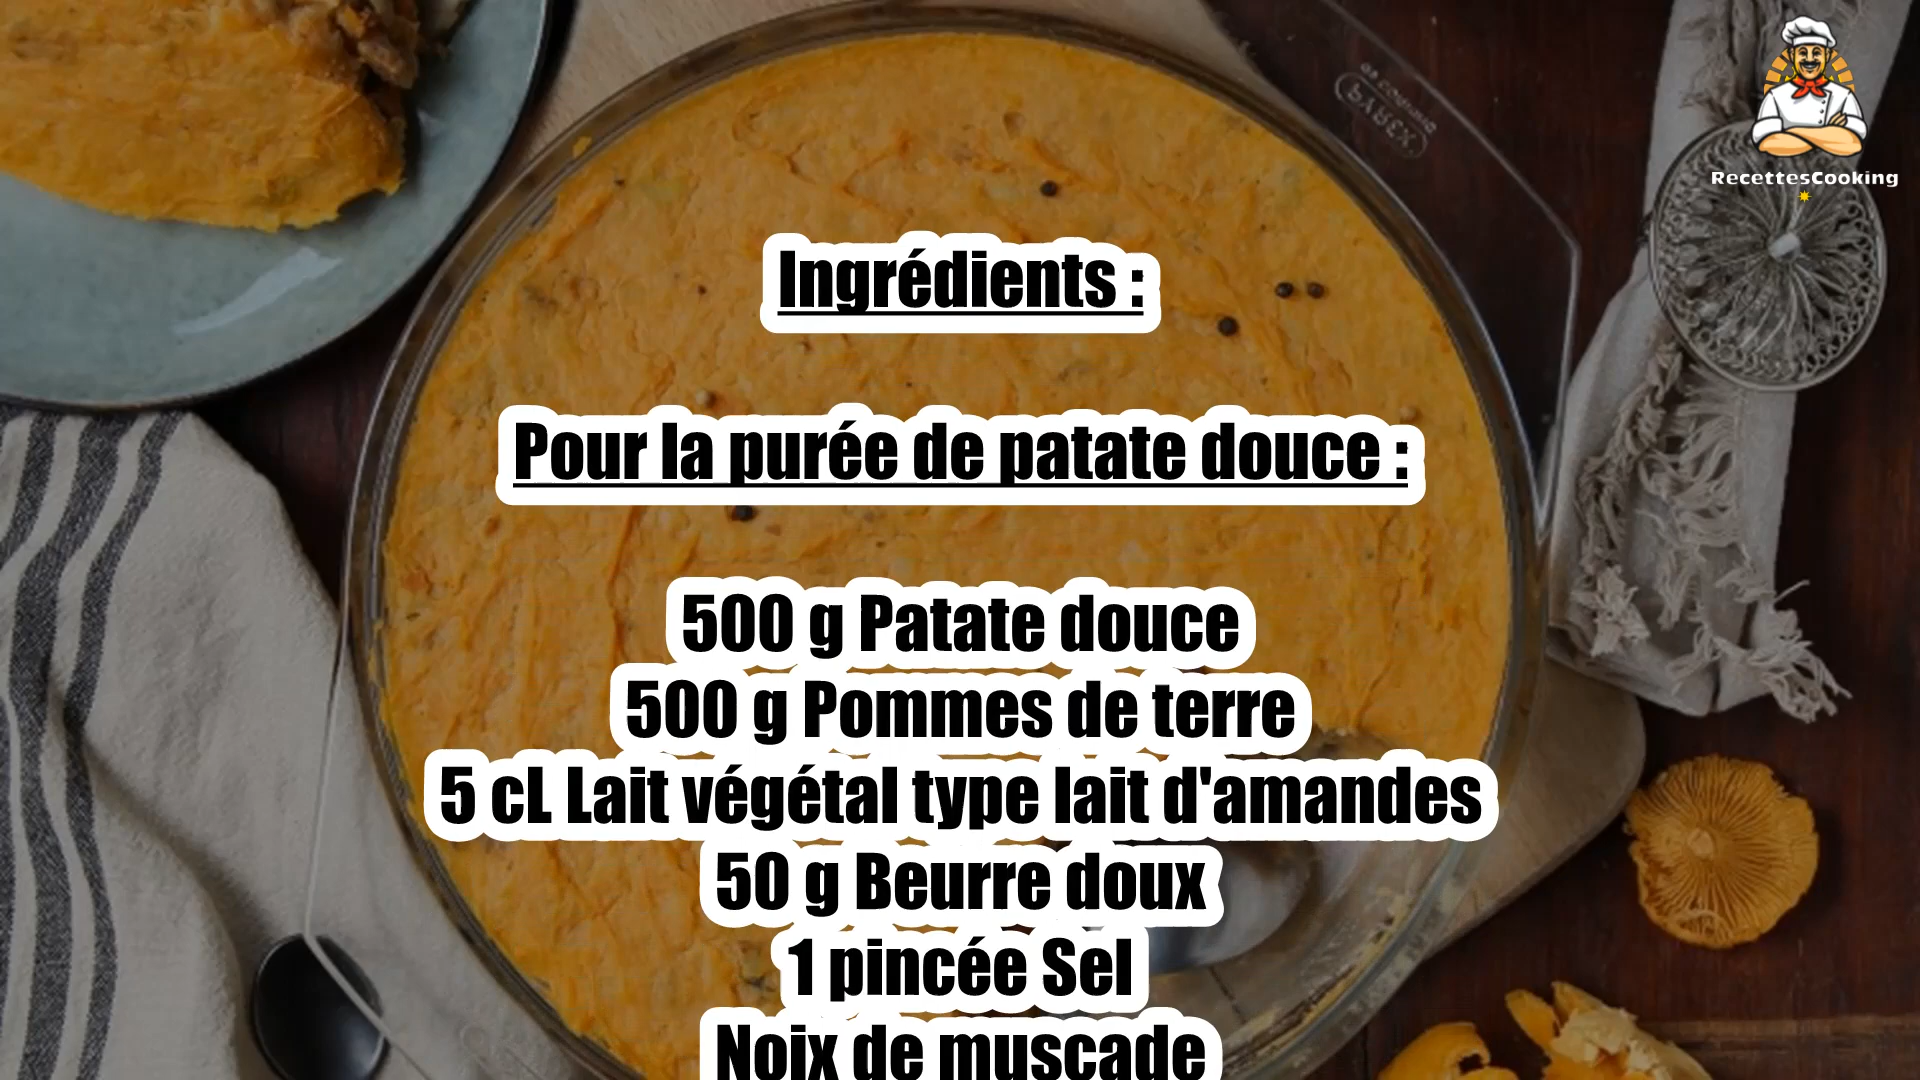 RecettesCooking
Ingrédients :
Pour la purée de patate douce :
500 g Patate douce
500 g Pommes de terre
5 cL Lait végétal type lait d'amandes
50 g Beurre doux
1 pincée Sel
Noix de muscade